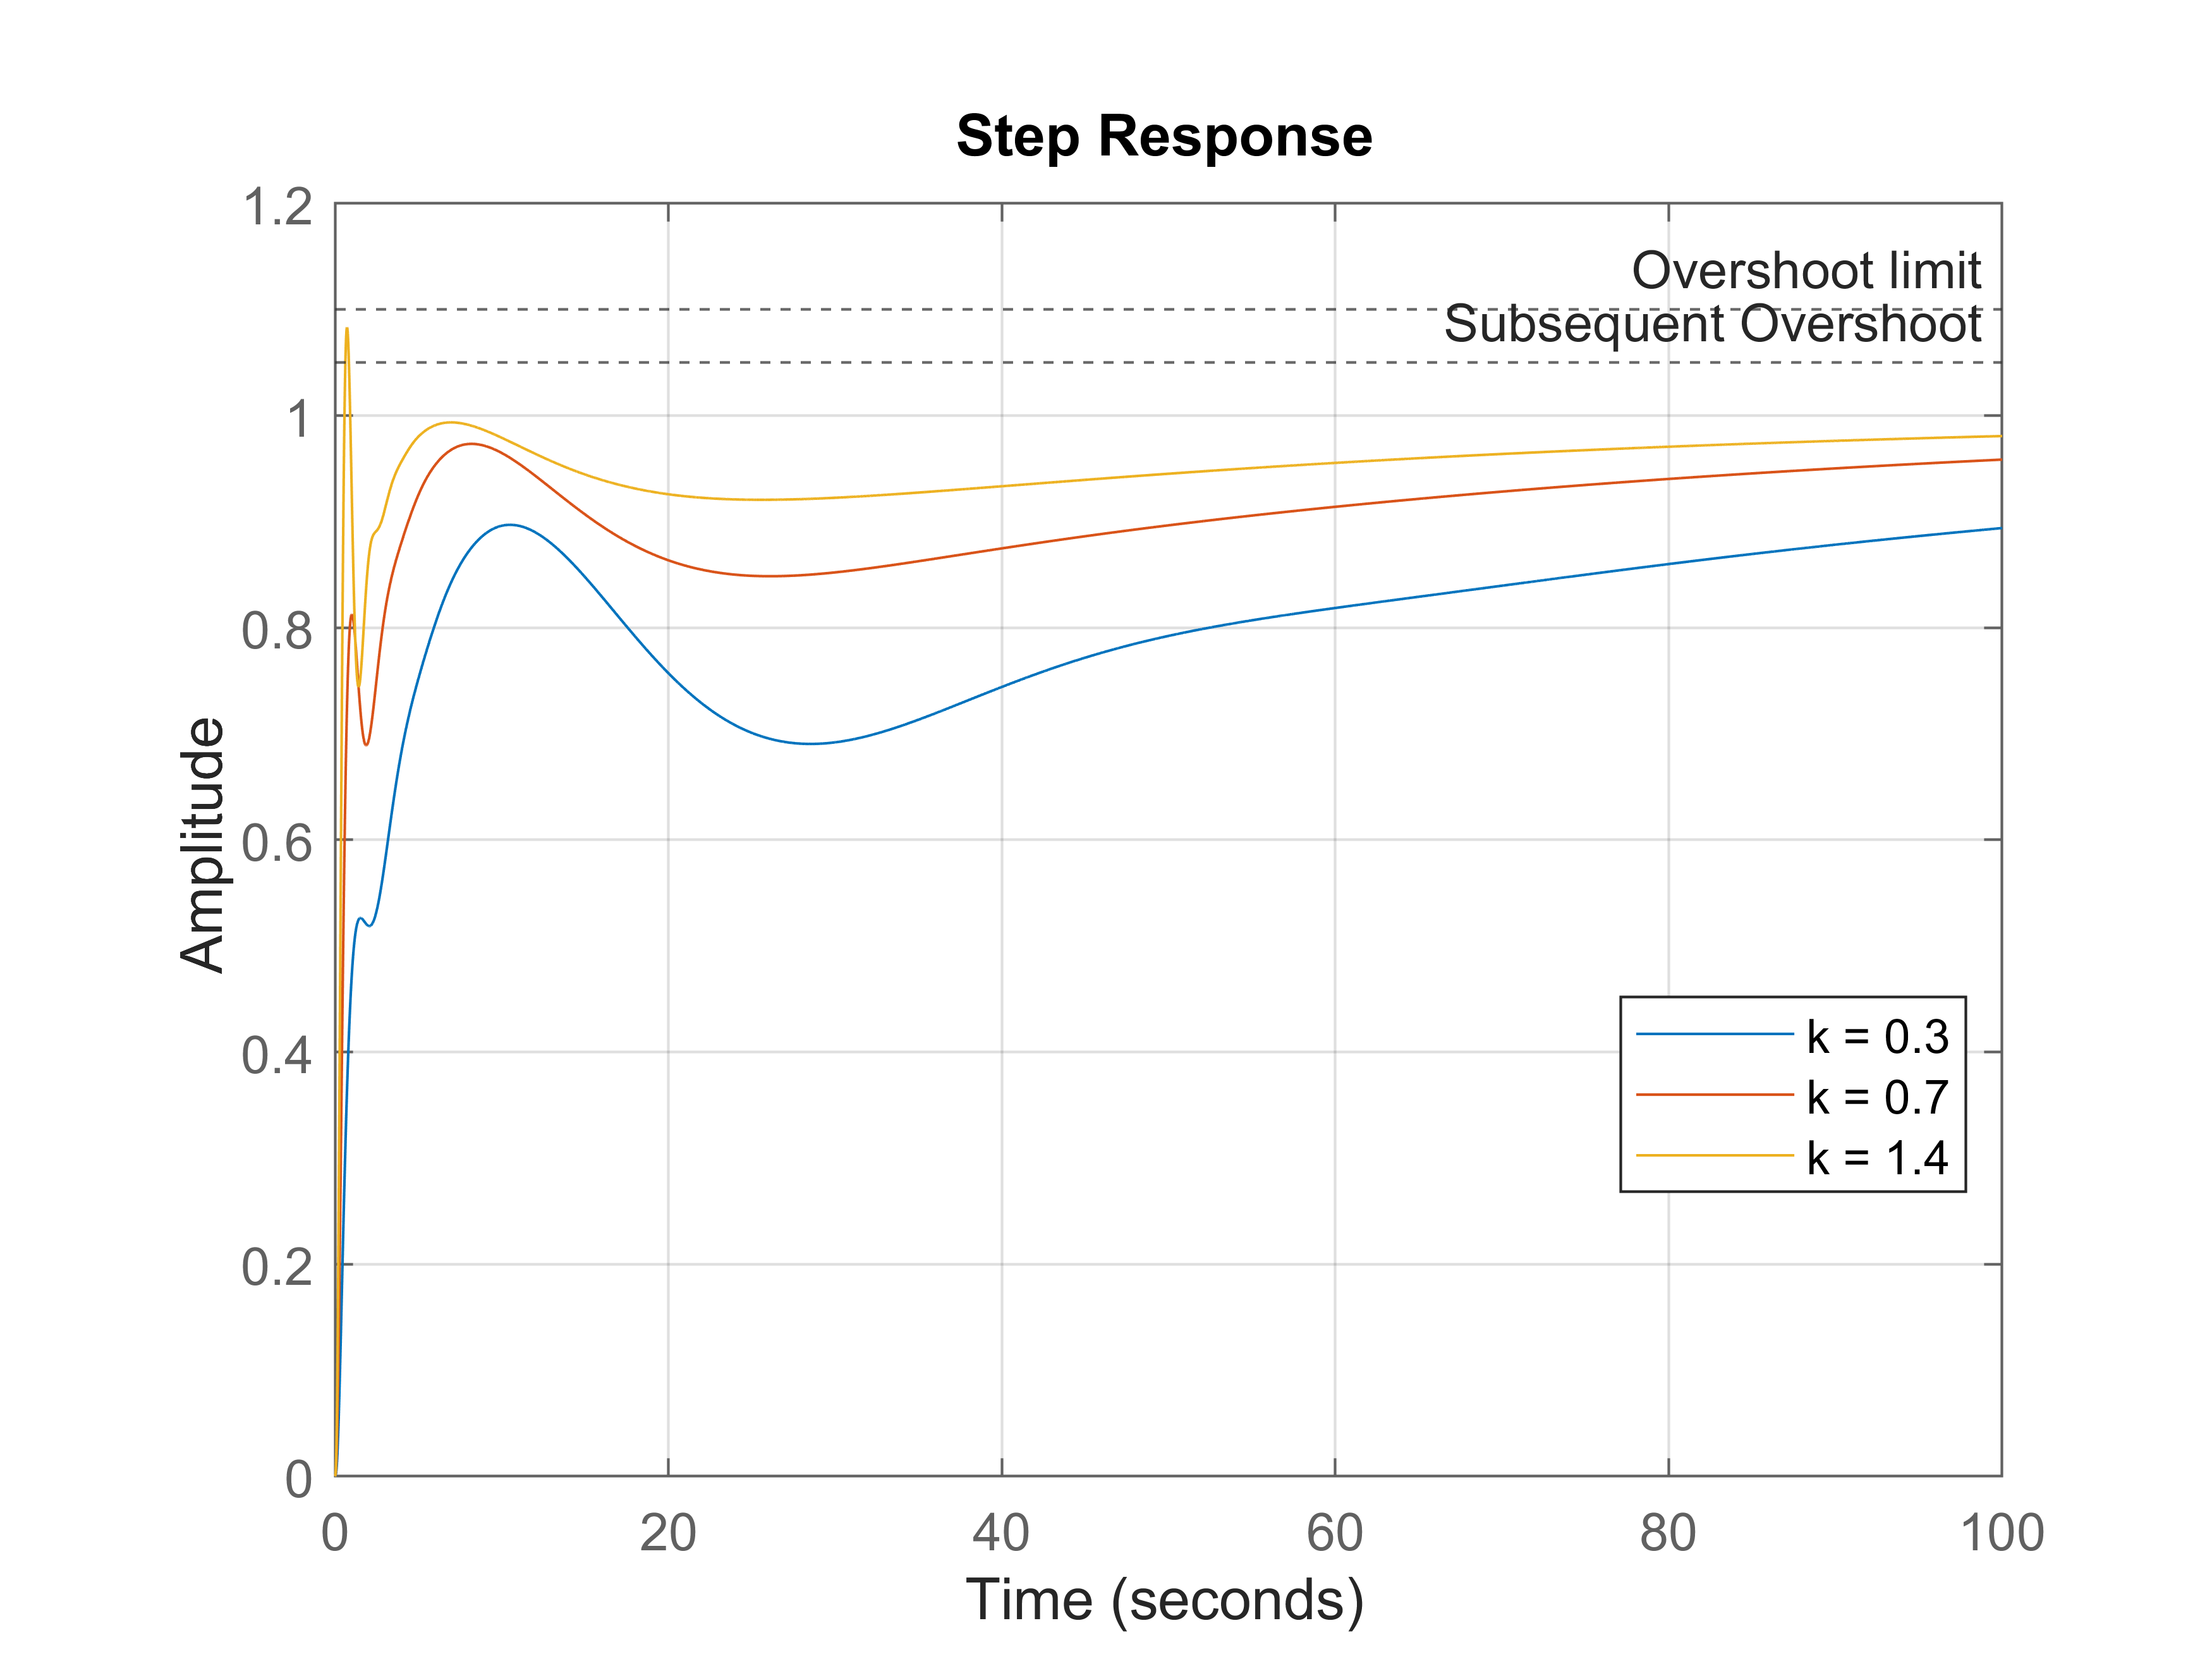 Step Response
1.2
1
0.8
0.6
0.4
0.2
0
Amplitude
Overshoot limit
Subsequent Overshoot
k = 0.3
k = 0.7
k = 1.4
0 20 40 60 80 100
Time (seconds)